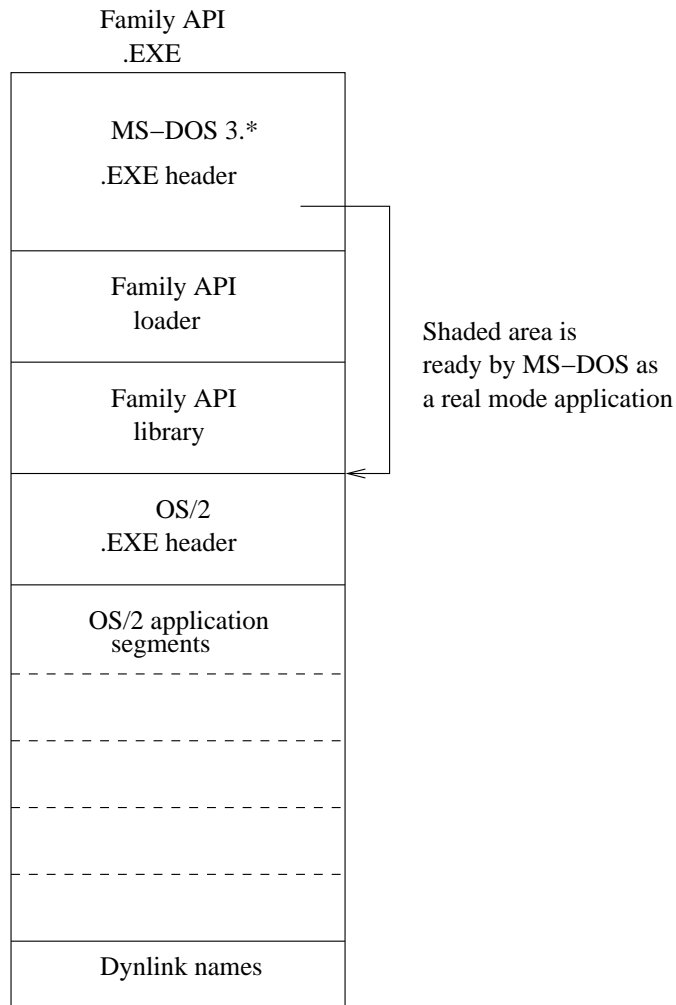 Family API
.EXE
MS−DOS 3.*
.EXE header
Family API
loader
Shaded area is
ready by MS−DOS as
a real mode application
Family API
library
OS/2
.EXE header
OS/2 application
segments
Dynlink names